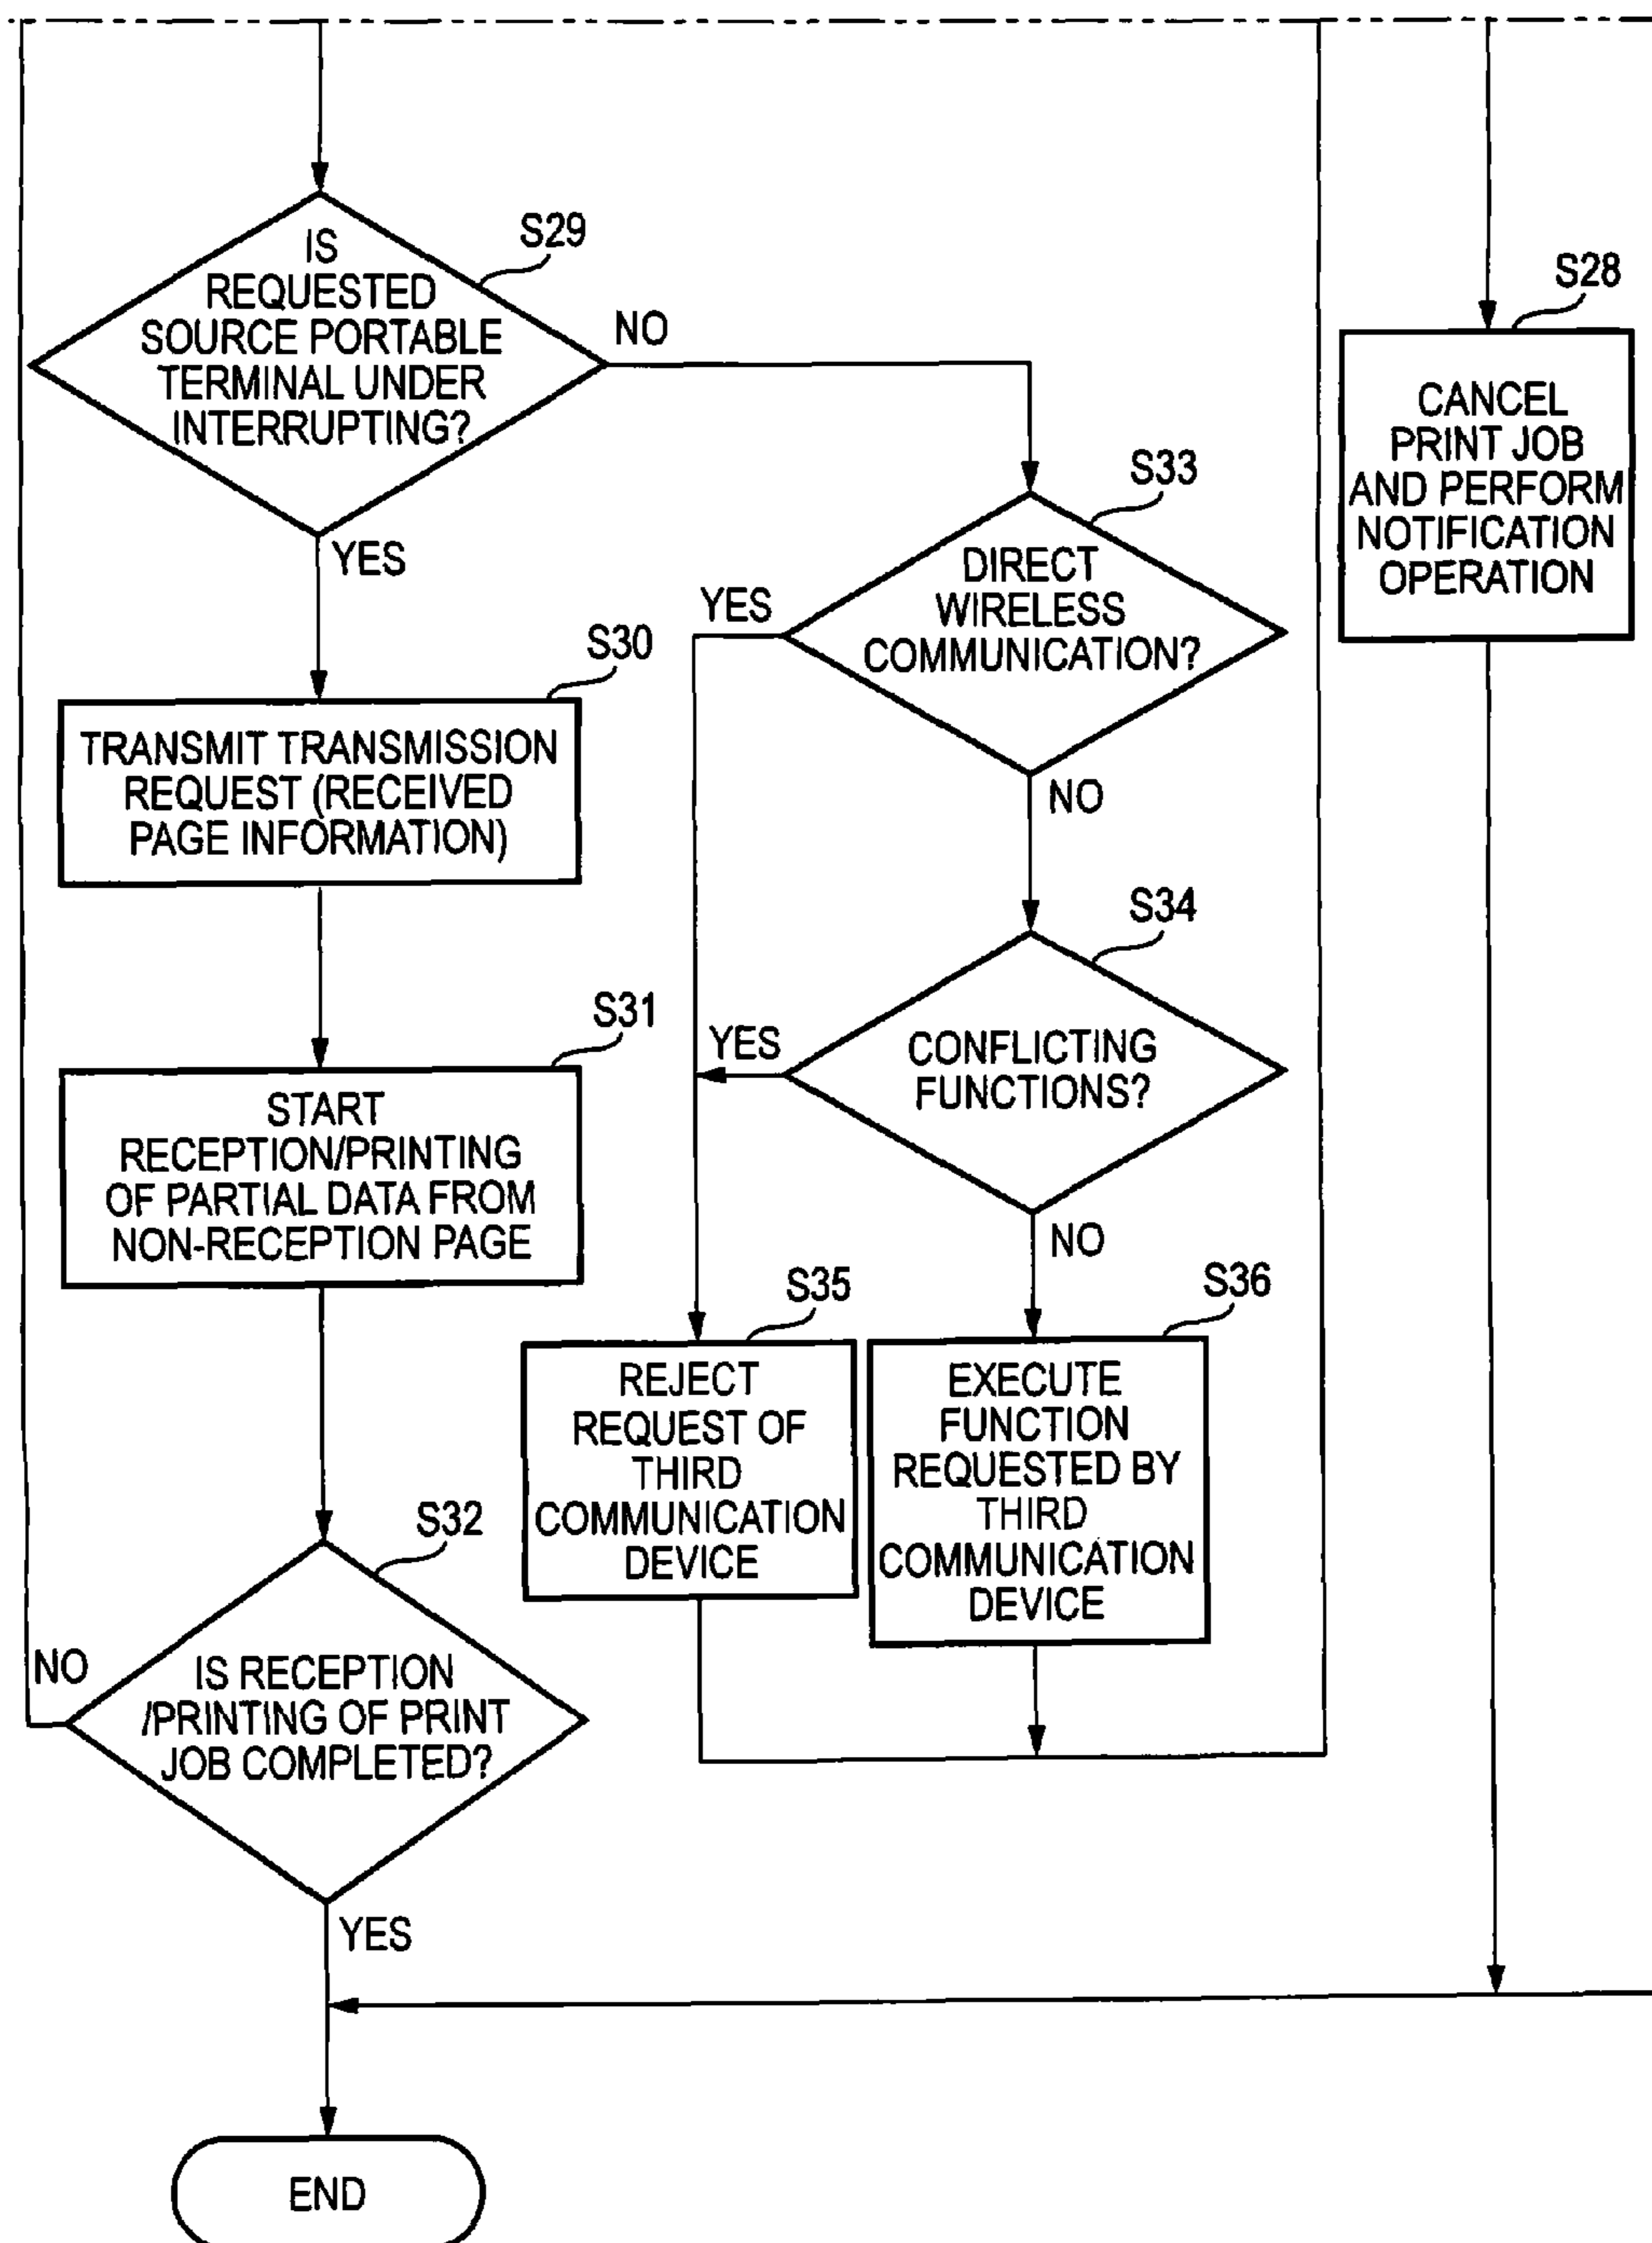 S29
IS
REQUESTED
SOURCE PORTABLE
TERMINAL UNDER
INTERRUPTING?
NO
YES
S28
CANCEL
PRINT JOB
AND PERFORM
NOTIFICATION
OPERATION
S33
DIRECT
WIRELESS
COMMUNICATION?
YES
NO
S30
TRANSMIT TRANSMISSION
REQUEST (RECEIVED
PAGE INFORMATION)
S34
CONFLICTING
FUNCTIONS?
YES
NO
S31
START
RECEPTION/PRINTING
OF PARTIAL DATA FROM
NON-RECEPTION PAGE
S35
REJECT
REQUEST OF
THIRD
COMMUNICATION
DEVICE
S36
EXECUTE
FUNCTION
REQUESTED BY
THIRD
COMMUNICATION
DEVICE
S32
IS RECEPTION
/PRINTING OF PRINT
JOB COMPLETED?
NO
YES
END